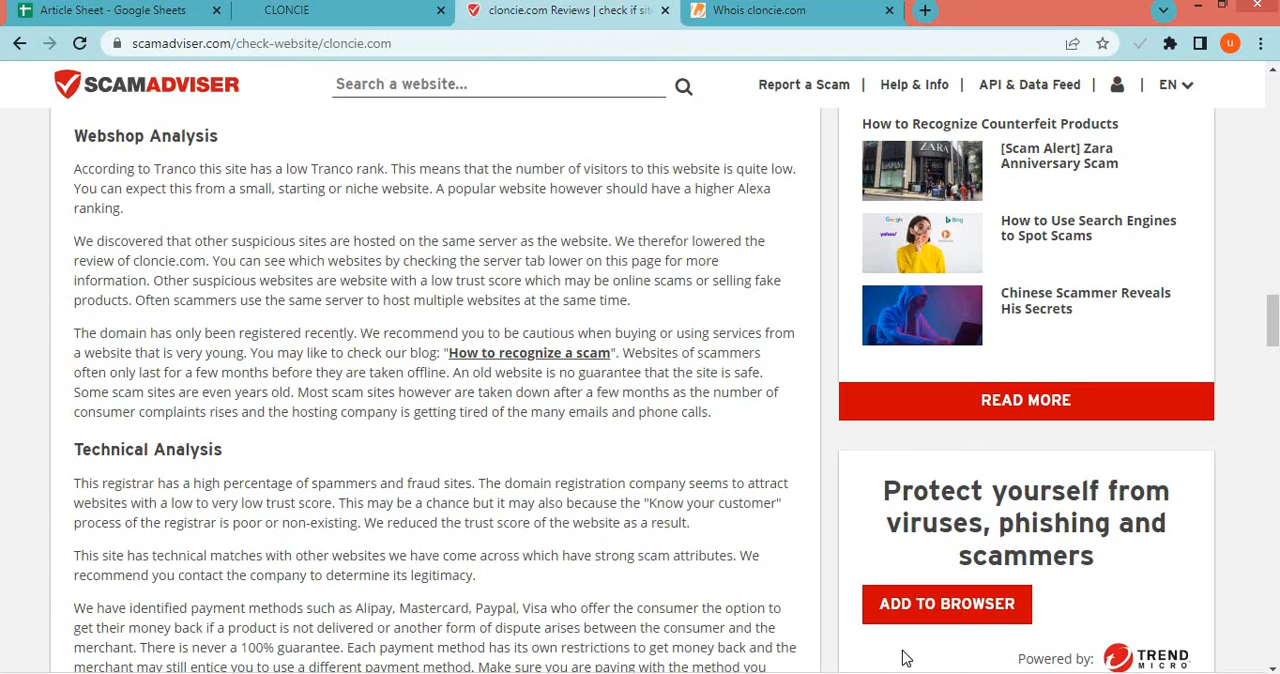 Article Sheet - Google Sheets
CLONCIE
cloncie.com Reviews | check if sit
Whois cloncie.com
scamadviser.com/check-website/cloncie.com
u
SCAMADVISER
Search a website...
Report a Scam | Help & Info | API & Data Feed | | EN
Webshop Analysis
According to Tranco this site has a low Tranco rank. This means that the number of visitors to this website is quite low.
You can expect this from a small, starting or niche website. A popular website however should have a higher Alexa
ranking.
We discovered that other suspicious sites are hosted on the same server as the website. We therefor lowered the
review of cloncie.com. You can see which websites by checking the server tab lower on this page for more
information. Other suspicious websites are website with a low trust score which may be online scams or selling fake
products. Often scammers use the same server to host multiple websites at the same time.
The domain has only been registered recently. We recommend you to be cautious when buying or using services from
a website that is very young. You may like to check our blog: "How to recognize a scam". Websites of scammers
often only last for a few months before they are taken offline. An old website is no guarantee that the site is safe.
Some scam sites are even years old. Most scam sites however are taken down after a few months as the number of
consumer complaints rises and the hosting company is getting tired of the many emails and phone calls.
Technical Analysis
This registrar has a high percentage of spammers and fraud sites. The domain registration company seems to attract
websites with a low to very low trust score. This may be a chance but it may also because the "Know your customer"
process of the registrar is poor or non-existing. We reduced the trust score of the website as a result.
This site has technical matches with other websites we have come across which have strong scam attributes. We
recommend you contact the company to determine its legitimacy.
We have identified payment methods such as Alipay, Mastercard, Paypal, Visa who offer the consumer the option to
get their money back if a product is not delivered or another form of dispute arises between the consumer and the
merchant. There is never a 100% guarantee. Each payment method has its own restrictions to get money back and the
merchant may still entice you to use a different payment method. Make sure you are paying with the method you
How to Recognize Counterfeit Products
ZARA
[Scam Alert] Zara
Anniversary Scam
Google
Bing
yahoo!
How to Use Search Engines
to Spot Scams
Chinese Scammer Reveals
His Secrets
READ MORE
Protect yourself from
viruses, phishing and
scammers
ADD TO BROWSER
Powered by: TREND
MICRO